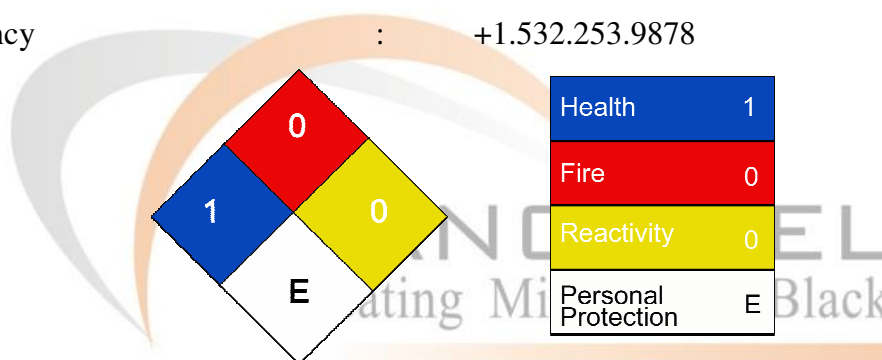 ncy : +1.532.253.9878
0
1 0
E
Health 1
Fire 0
Reactivity 0
Personal
Protection E
ating Mi Black